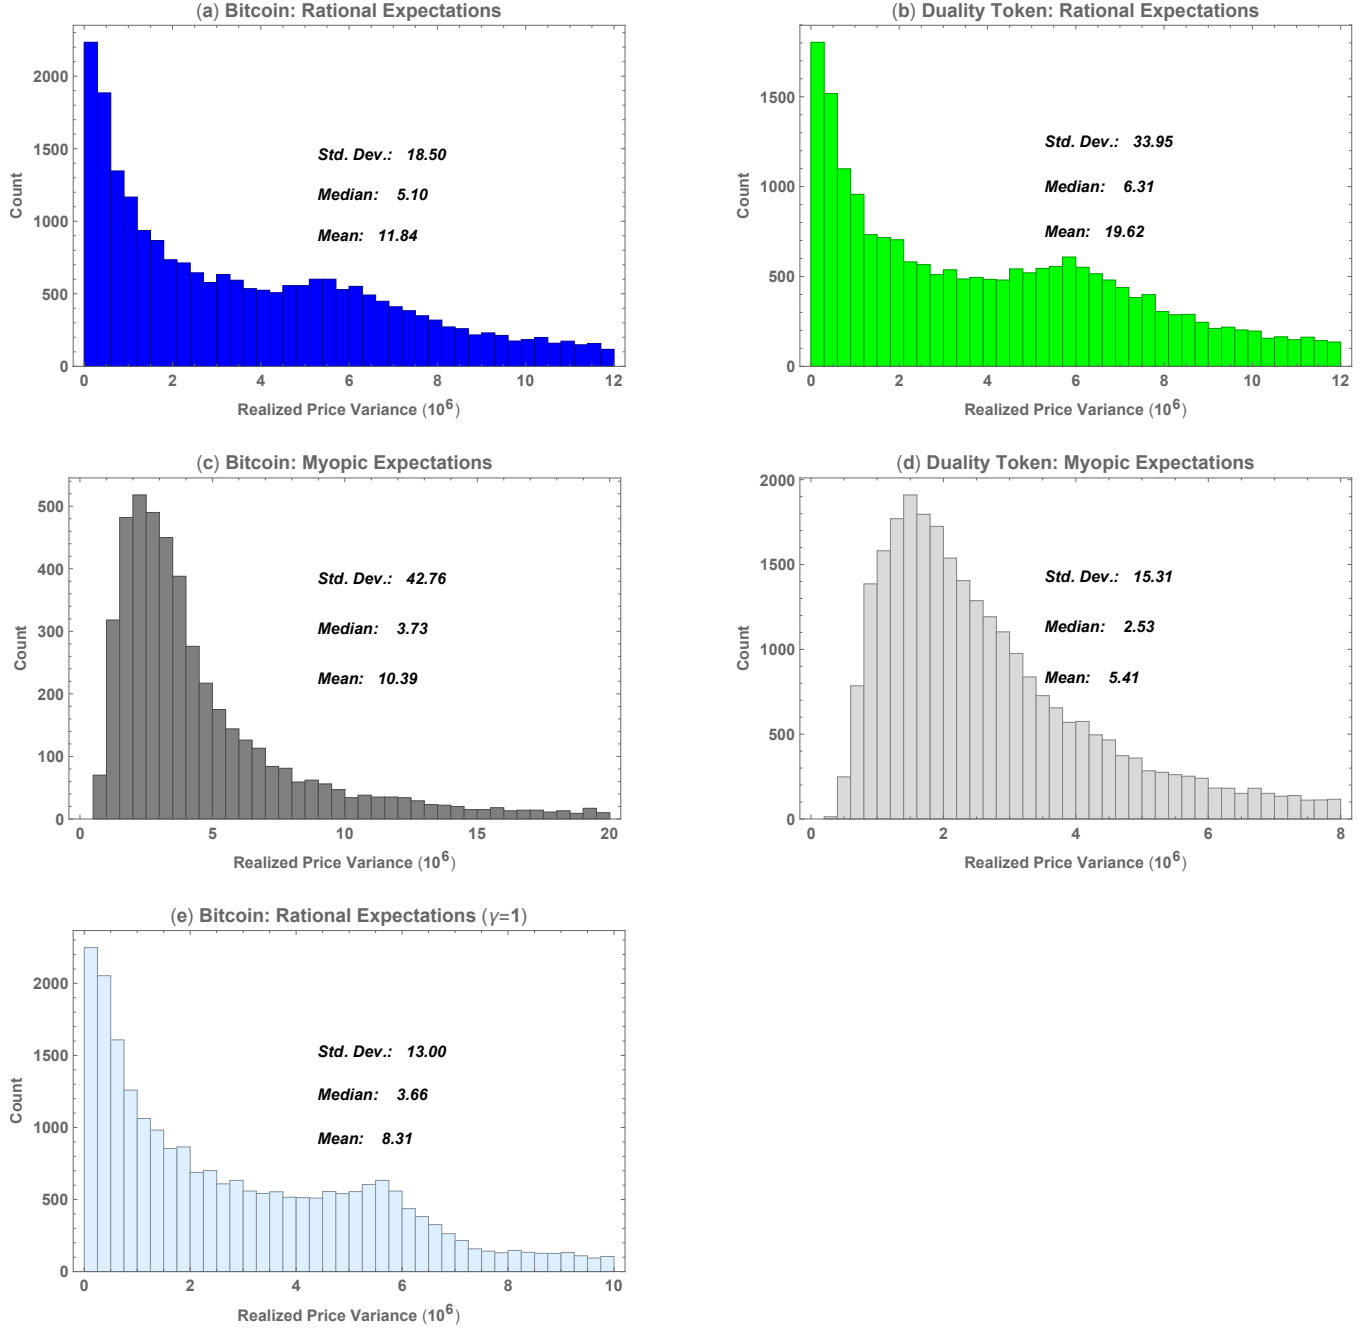 (a) Bitcoin: Rational Expectations
2000
1500
1000
500
0
Count
Std. Dev.: 18.50
Median: 5.10
Mean: 11.84
0 2 4 6 8 10 12
Realized Price Variance (10^6)
(b) Duality Token: Rational Expectations
1500
1000
500
0
Count
Std. Dev.: 33.95
Median: 6.31
Mean: 19.62
0 2 4 6 8 10 12
Realized Price Variance (10^6)
(c) Bitcoin: Myopic Expectations
500
400
300
200
100
0
Count
Std. Dev.: 42.76
Median: 3.73
Mean: 10.39
0 5 10 15 20
Realized Price Variance (10^6)
(d) Duality Token: Myopic Expectations
2000
1500
1000
500
0
Count
Std. Dev.: 15.31
Median: 2.53
Mean: 5.41
0 2 4 6 8
Realized Price Variance (10^6)
(e) Bitcoin: Rational Expectations (γ=1)
2000
1500
1000
500
0
Count
Std. Dev.: 13.00
Median: 3.66
Mean: 8.31
0 2 4 6 8 10
Realized Price Variance (10^6)